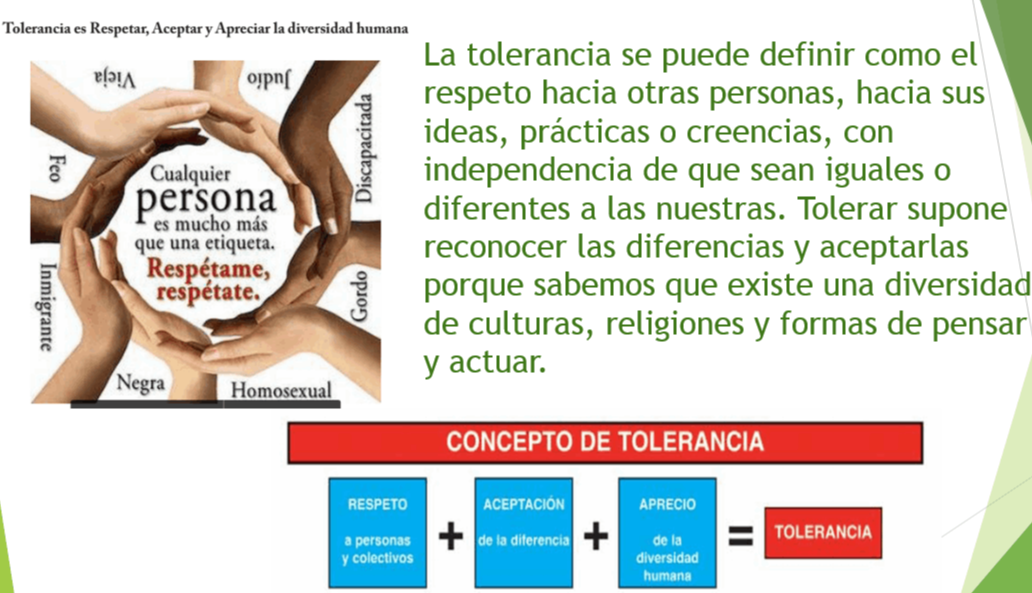 Tolerancia es Respetar, Aceptar y Apreciar la diversidad humana
Vieja
Judío
Feo
Discapacitada
Cualquier
persona
es mucho más
que una etiqueta.
Respétame,
respétate.
Inmigrante
Gordo
Negra
Homosexual
La tolerancia se puede definir como el
respeto hacia otras personas, hacia sus
ideas, prácticas o creencias, con
independencia de que sean iguales o
diferentes a las nuestras. Tolerar supone
reconocer las diferencias y aceptarlas
porque sabemos que existe una diversidad
de culturas, religiones y formas de pensar
y actuar.
CONCEPTO DE TOLERANCIA
RESPETO
a personas
y colectivos
+
ACEPTACIÓN
de la diferencia
+
APRECIO
de la
diversidad
humana
=
TOLERANCIA